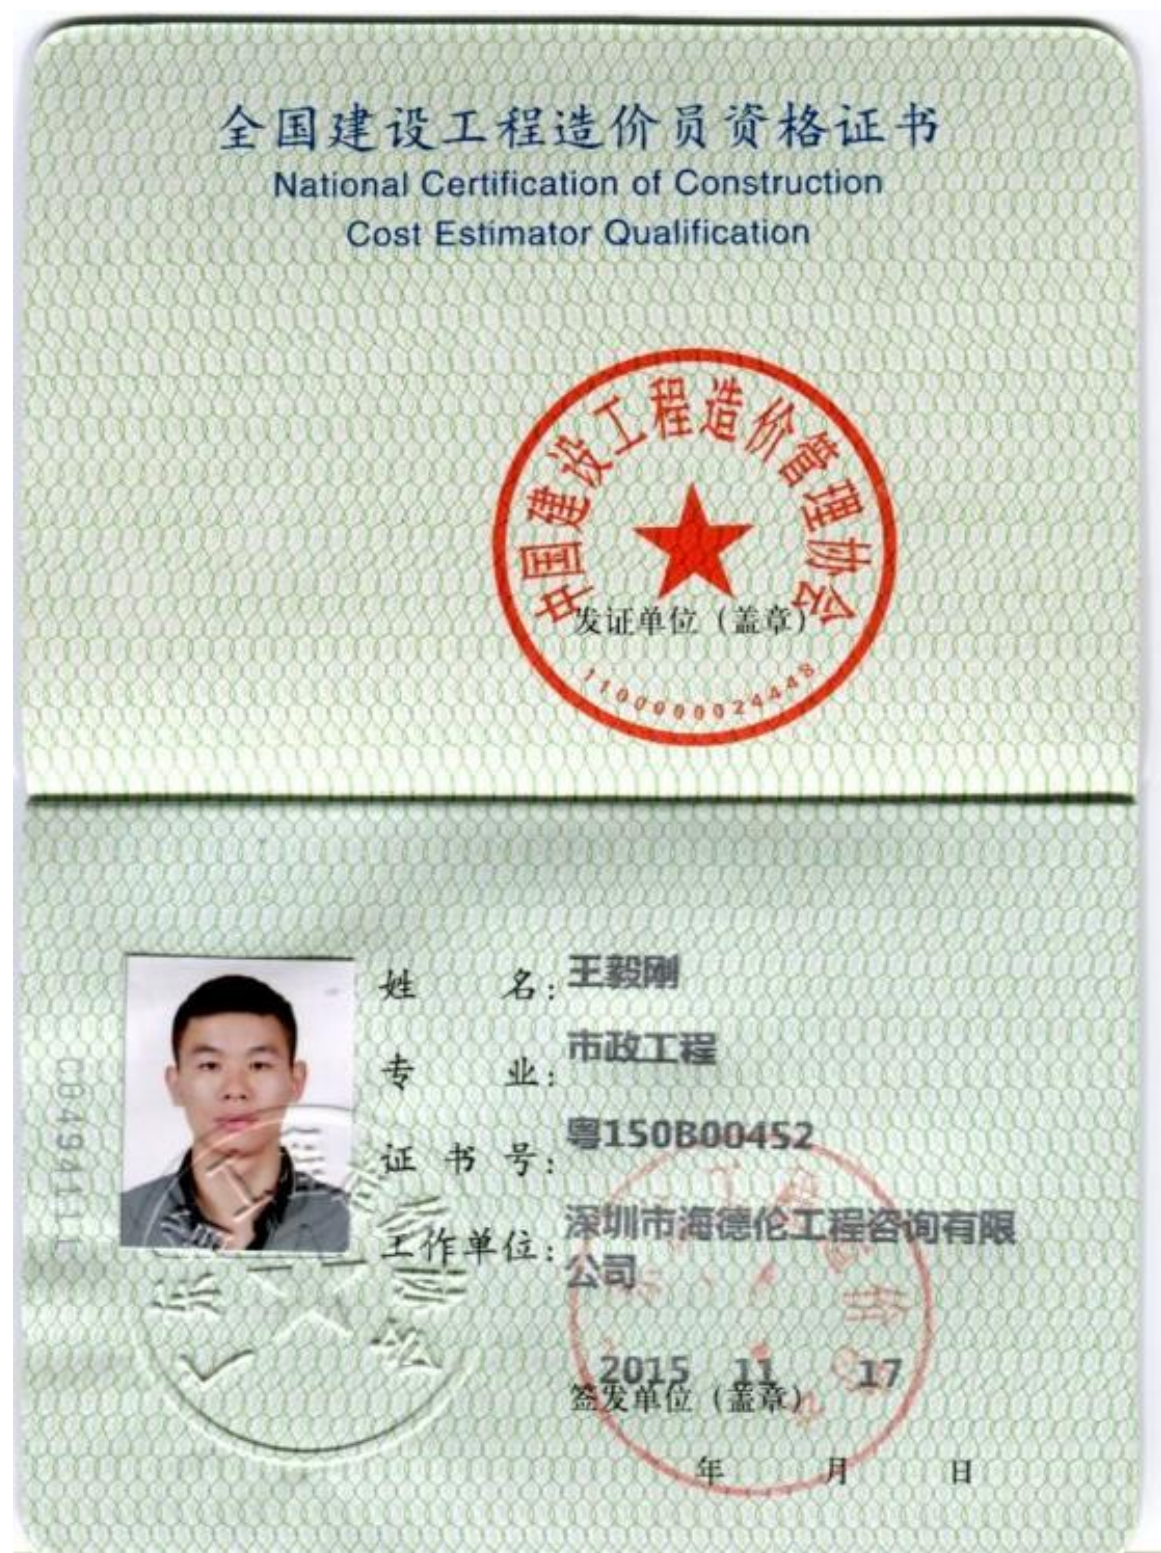 全国建设工程造价员资格证书
National Certification of Construction
Cost Estimator Qualification
中国建设工程造价管理协会
发证单位（盖章）
1100000024448
姓 名：王毅刚
专 业：市政工程
证 书 号：粤150B00452
工作单位：深圳市海德伦工程咨询有限
公司
2015 11 17
签发单位（盖章）
年 月 日